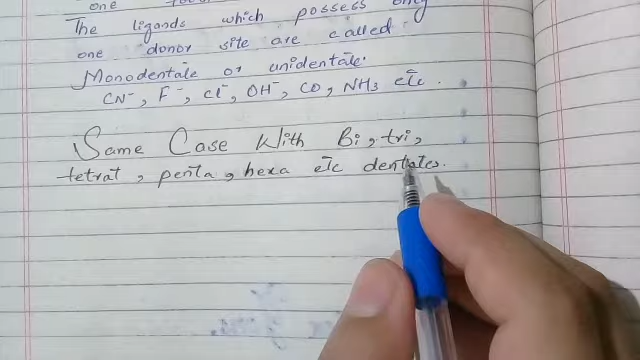 one
The ligands which possess only
one donor site are called
Monodentate or unidentate.
CN⁻, F⁻, Cl⁻, OH⁻, CO, NH3 etc.
Same Case With Bi, tri,
tetrat, penta, hexa etc dentates.